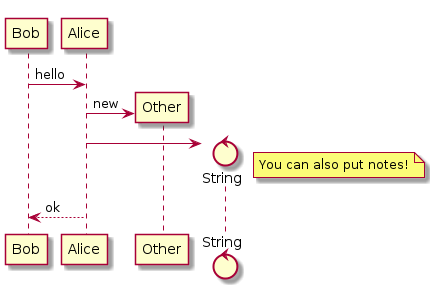 Bob Alice
hello
new
Other
String
You can also put notes!
ok
String
Bob Alice Other